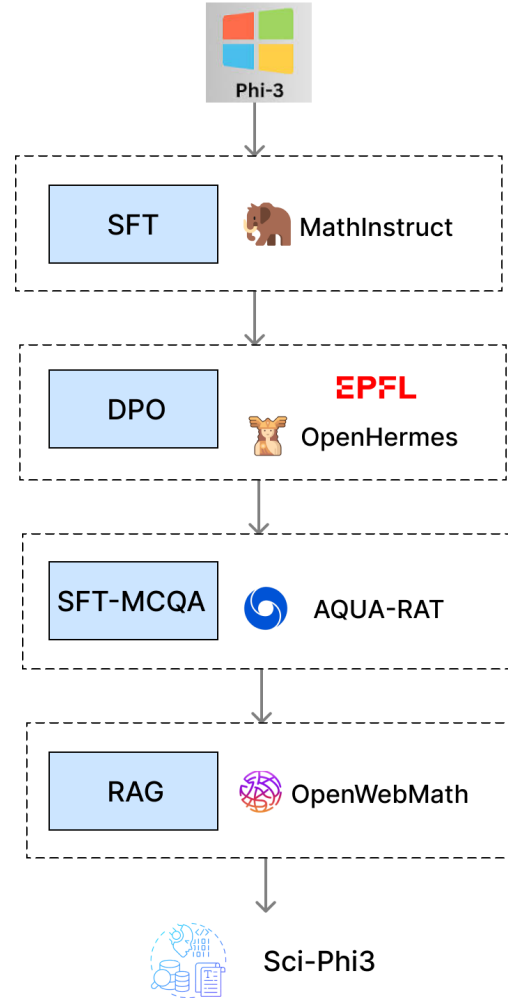 Phi-3
SFT
MathInstruct
DPO
EPFL
OpenHermes
SFT-MCQA
AQUA-RAT
RAG
OpenWebMath
Sci-Phi3